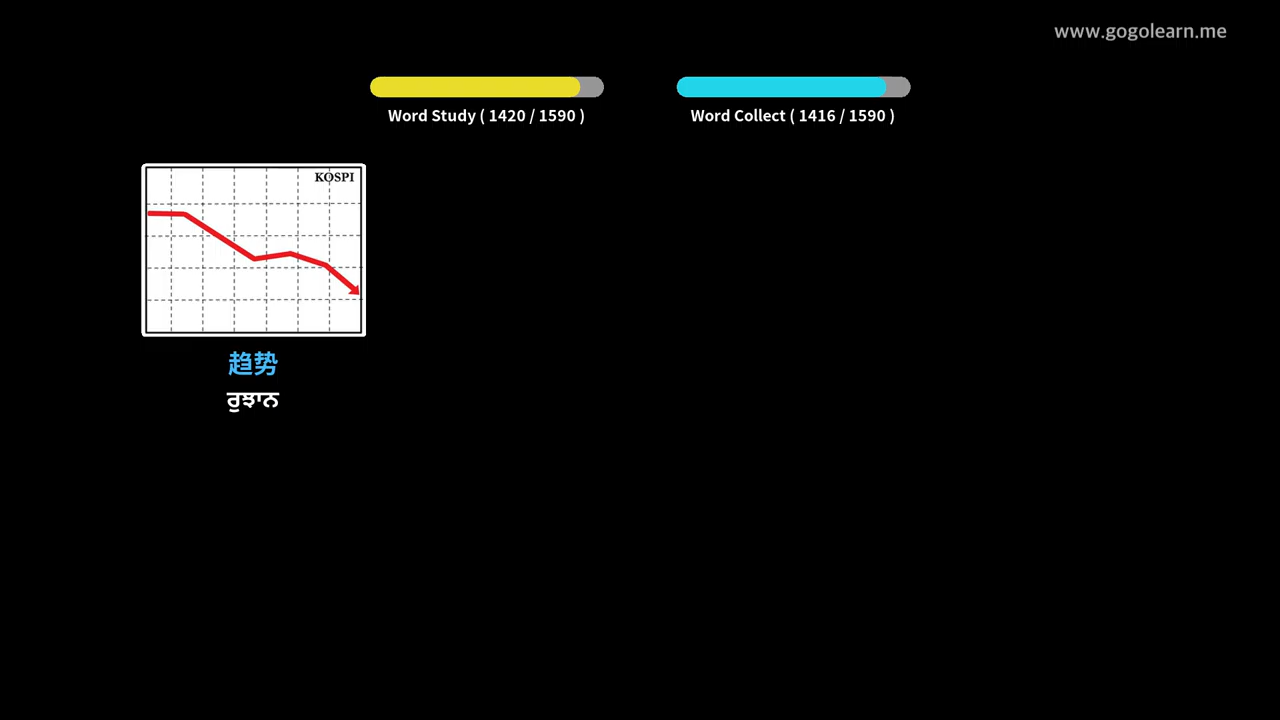 www.gogolearn.me
Word Study ( 1420 / 1590 )
Word Collect ( 1416 / 1590 )
KOSPI
趋势
ਰੁਝਾਨ